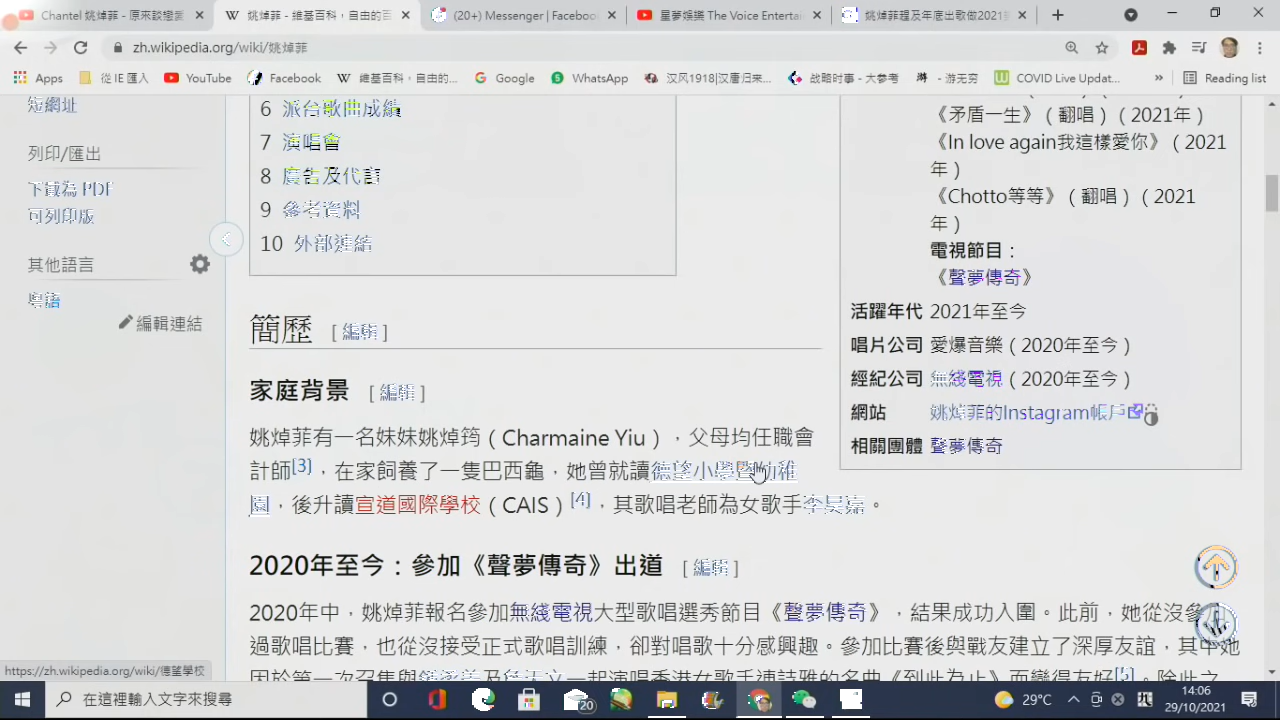 Chantel 姚焯菲 - 原來談戀愛
姚焯菲 - 維基百科，自由的百
(20+) Messenger | Facebook
星夢娛樂 The Voice Entertai
姚焯菲趕及年底出歌做2021
zh.wikipedia.org/wiki/姚焯菲
Apps
從 IE 匯入
YouTube
Facebook
維基百科，自由的...
Google
WhatsApp
汉风1918|汉唐归来...
战略时事 - 大参考
- 游无穷
COVID Live Updat...
»
Reading list
短網址
列印/匯出
下載為 PDF
可列印版
其他語言
粵語
編輯連結
6 派台歌曲成績
7 演唱會
8 廣告及代言
9 參考資料
10 外部連結
簡歷 [編輯]
家庭背景 [編輯]
姚焯菲有一名妹妹姚焯筠（Charmaine Yiu），父母均任職會
計師[3]，在家飼養了一隻巴西龜，她曾就讀德望小學暨幼稚
園，後升讀宣道國際學校（CAIS）[4]，其歌唱老師為女歌手李昊嘉。
2020年至今：參加《聲夢傳奇》出道 [編輯]
2020年中，姚焯菲報名參加無綫電視大型歌唱選秀節目《聲夢傳奇》，結果成功入圍。此前，她從沒參
過歌唱比賽，也從沒接受正式歌唱訓練，卻對唱歌十分感興趣。參加比賽後與戰友建立了深厚友誼，其中她
《矛盾一生》（翻唱）（2021年）
《In love again我這樣愛你》（2021
年）
《Chotto等等》（翻唱）（2021
年）
電視節目：
《聲夢傳奇》
活躍年代 2021年至今
唱片公司 愛爆音樂（2020年至今）
經紀公司 無綫電視（2020年至今）
網站 姚焯菲的Instagram帳戶
相關團體 聲夢傳奇
https://zh.wikipedia.org/wiki/德望學校
在這裡輸入文字來搜尋
20
29°C
14:06
29/10/2021